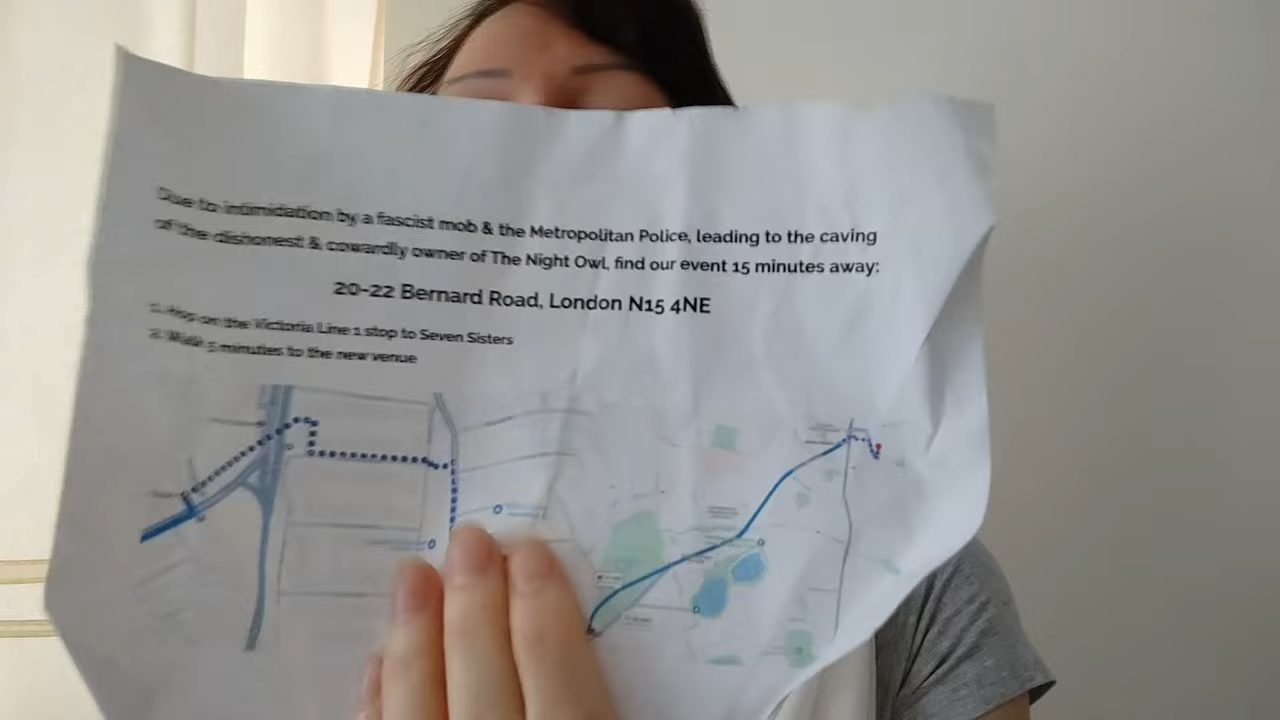 Due to intimidation by a fascist mob & the Metropolitan Police, leading to the caving
of the dishonest & cowardly owner of The Night Owl, find our event 15 minutes away:
20-22 Bernard Road, London N15 4NE
1. Hop on the Victoria Line 1 stop to Seven Sisters
2. Walk 5 minutes to the new venue